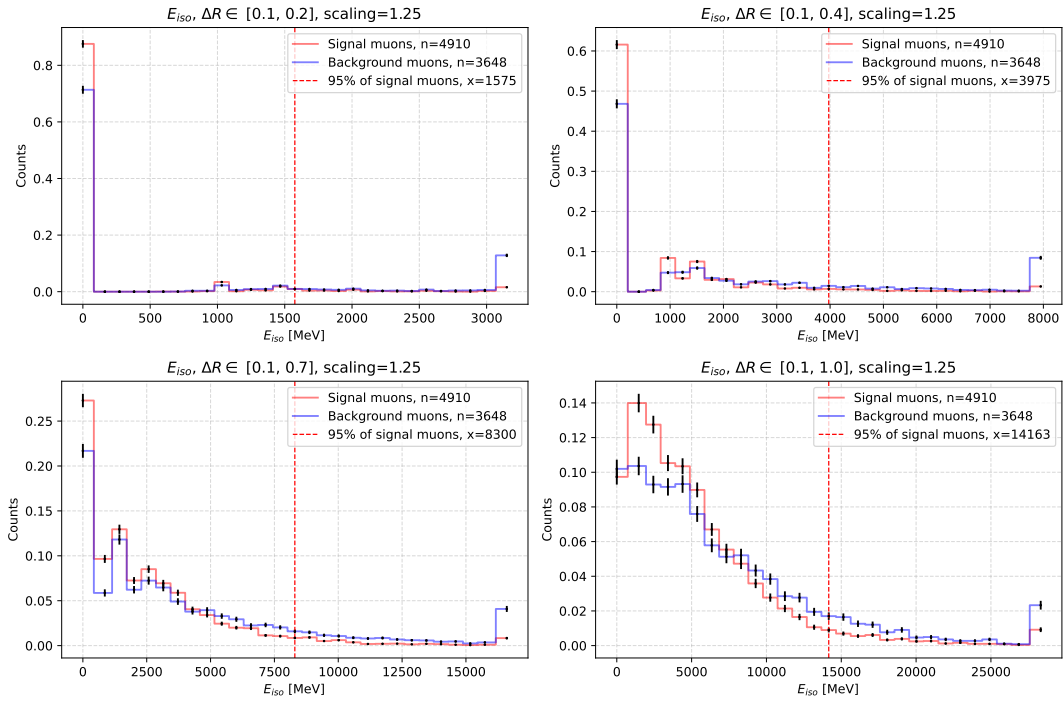 E_iso, ΔR ∈ [0.1, 0.2], scaling=1.25
Signal muons, n=4910
Background muons, n=3648
95% of signal muons, x=1575
Counts
0.8
0.6
0.4
0.2
0.0
0 500 1000 1500 2000 2500 3000
E_iso [MeV]
E_iso, ΔR ∈ [0.1, 0.4], scaling=1.25
Signal muons, n=4910
Background muons, n=3648
95% of signal muons, x=3975
Counts
0.6
0.5
0.4
0.3
0.2
0.1
0.0
0 1000 2000 3000 4000 5000 6000 7000 8000
E_iso [MeV]
E_iso, ΔR ∈ [0.1, 0.7], scaling=1.25
Signal muons, n=4910
Background muons, n=3648
95% of signal muons, x=8300
Counts
0.25
0.20
0.15
0.10
0.05
0.00
0 2500 5000 7500 10000 12500 15000
E_iso [MeV]
E_iso, ΔR ∈ [0.1, 1.0], scaling=1.25
Signal muons, n=4910
Background muons, n=3648
95% of signal muons, x=14163
Counts
0.14
0.12
0.10
0.08
0.06
0.04
0.02
0.00
0 5000 10000 15000 20000 25000
E_iso [MeV]